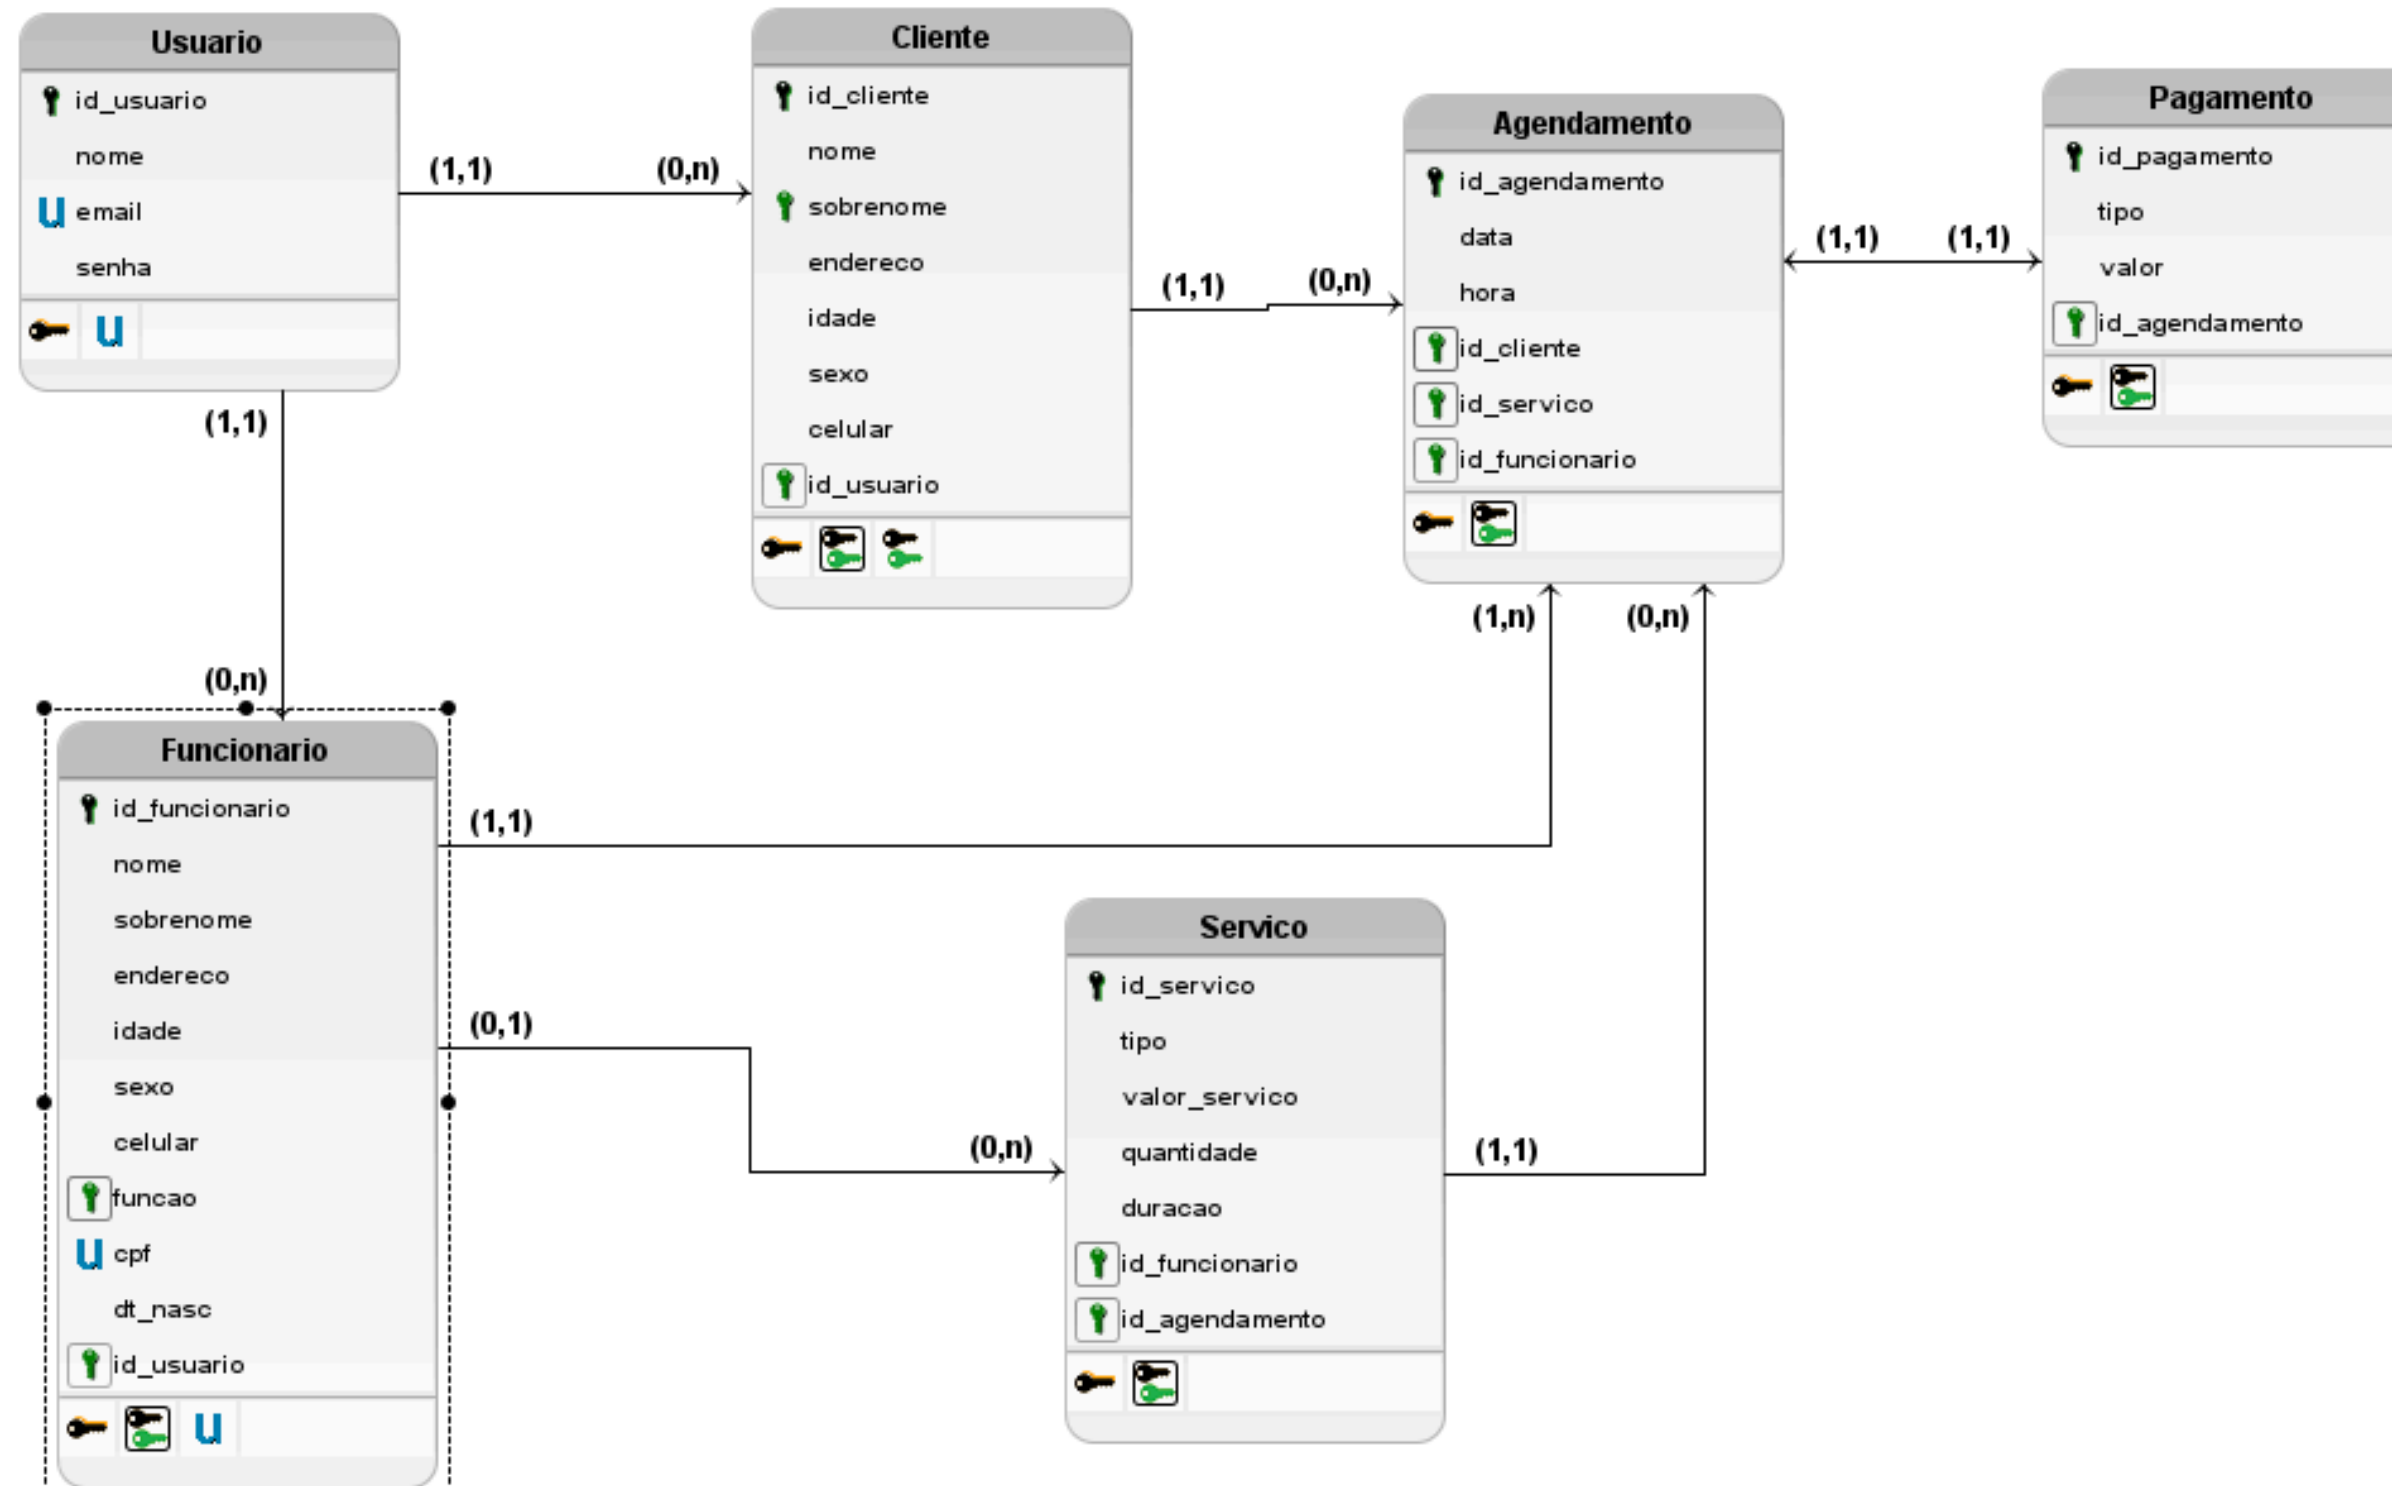 Usuario
id_usuario
nome
U email
senha
U
(1,1)
(0,n)
Cliente
id_cliente
nome
sobrenome
endereco
idade
sexo
celular
id_usuario
(1,1)
(0,n)
Agendamento
id_agendamento
data
hora
id_cliente
id_servico
id_funcionario
(1,1)
(1,1)
Pagamento
id_pagamento
tipo
valor
id_agendamento
(1,1)
(0,n)
(1,n)
(0,n)
Funcionario
id_funcionario
nome
sobrenome
endereco
idade
sexo
celular
funcao
U cpf
dt_nasc
id_usuario
U
(1,1)
(0,1)
(0,n)
Servico
id_servico
tipo
valor_servico
quantidade
duracao
id_funcionario
id_agendamento
(1,1)